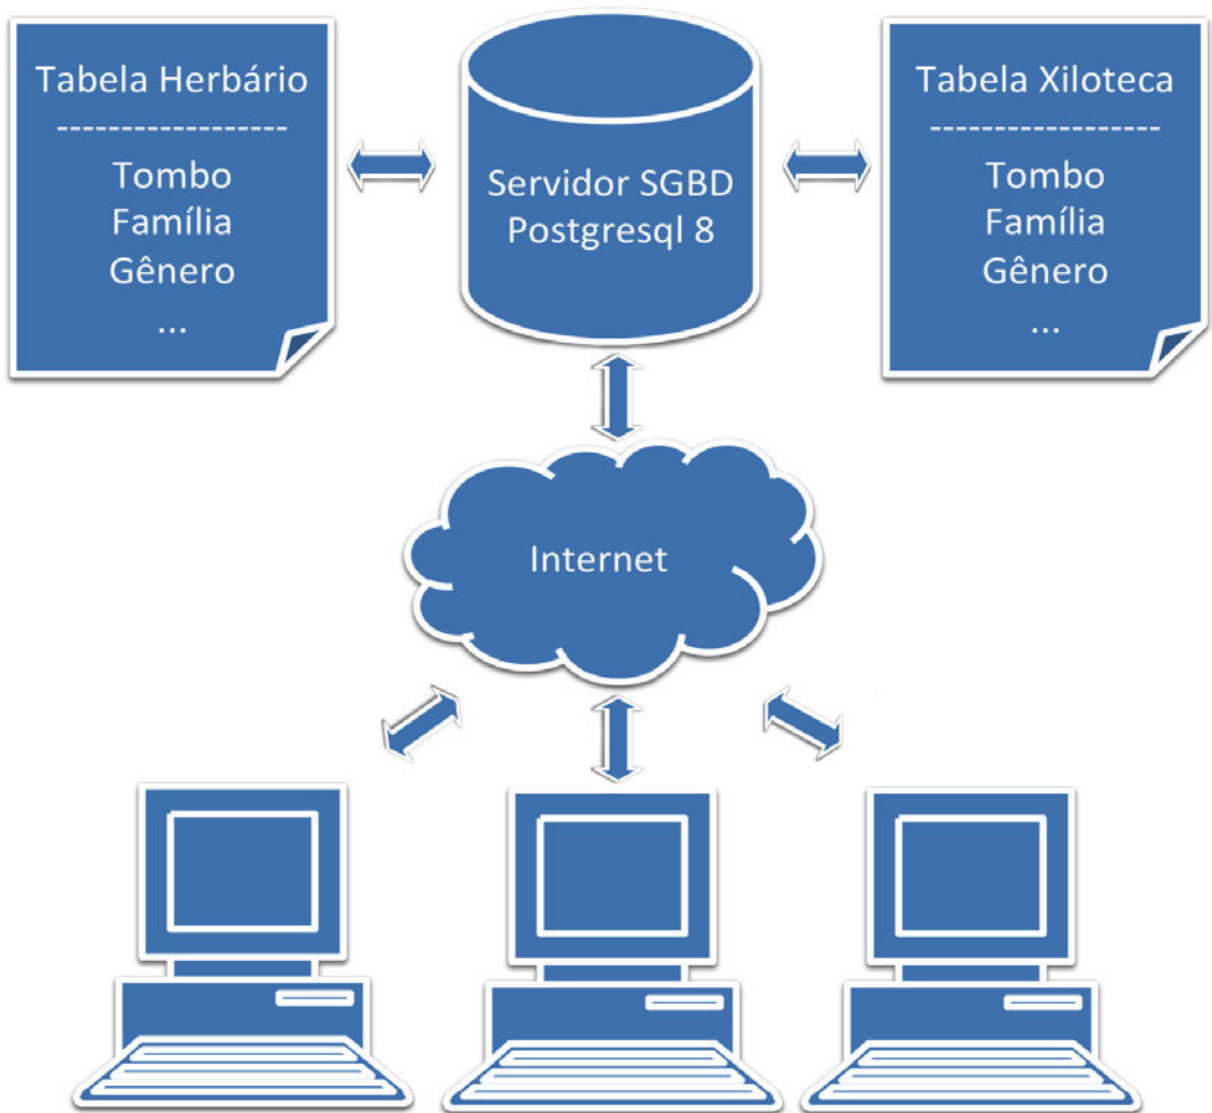 Tabela Herbário
------------------
Tombo
Família
Gênero
...
Servidor SGBD
Postgresql 8
Tabela Xiloteca
------------------
Tombo
Família
Gênero
...
Internet